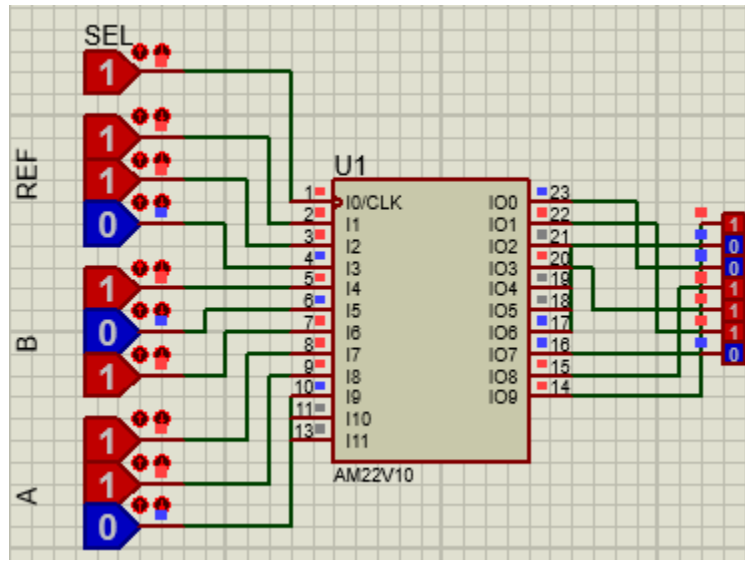 SEL
1
REF
1
1
0
B
1
0
1
A
1
1
0
U1
1 I0/CLK IO0 23
2 I1 IO1 22
3 I2 IO2 21
4 I3 IO3 20
5 I4 IO4 19
6 I5 IO5 18
7 I6 IO6 17
8 I7 IO7 16
9 I8 IO8 15
10 I9 IO9 14
11 I10
13 I11
AM22V10
1
0
0
1
1
1
0